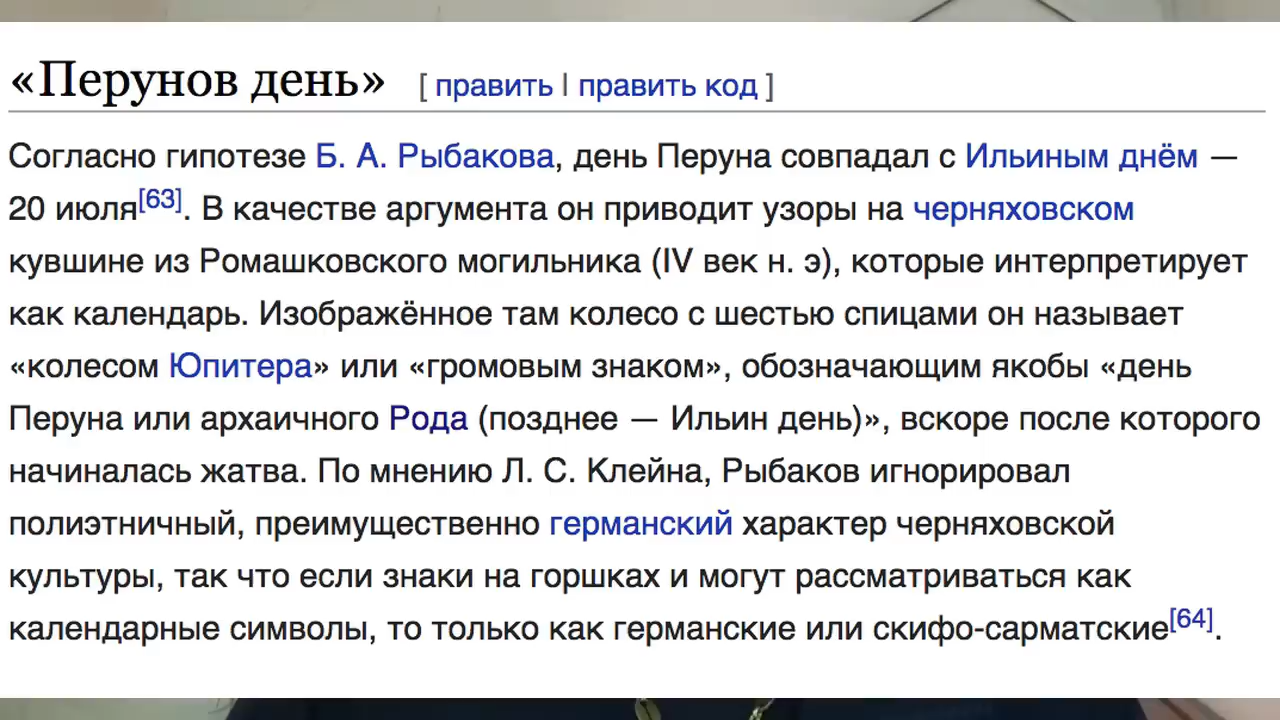 «Перунов день» [ править | править код ]
Согласно гипотезе Б. А. Рыбакова, день Перуна совпадал с Ильиным днём —
20 июля[63]. В качестве аргумента он приводит узоры на черняховском
кувшине из Ромашковского могильника (IV век н. э), которые интерпретирует
как календарь. Изображённое там колесо с шестью спицами он называет
«колесом Юпитера» или «громовым знаком», обозначающим якобы «день
Перуна или архаичного Рода (позднее — Ильин день)», вскоре после которого
начиналась жатва. По мнению Л. С. Клейна, Рыбаков игнорировал
полиэтничный, преимущественно германский характер черняховской
культуры, так что если знаки на горшках и могут рассматриваться как
календарные символы, то только как германские или скифо-сарматские[64].